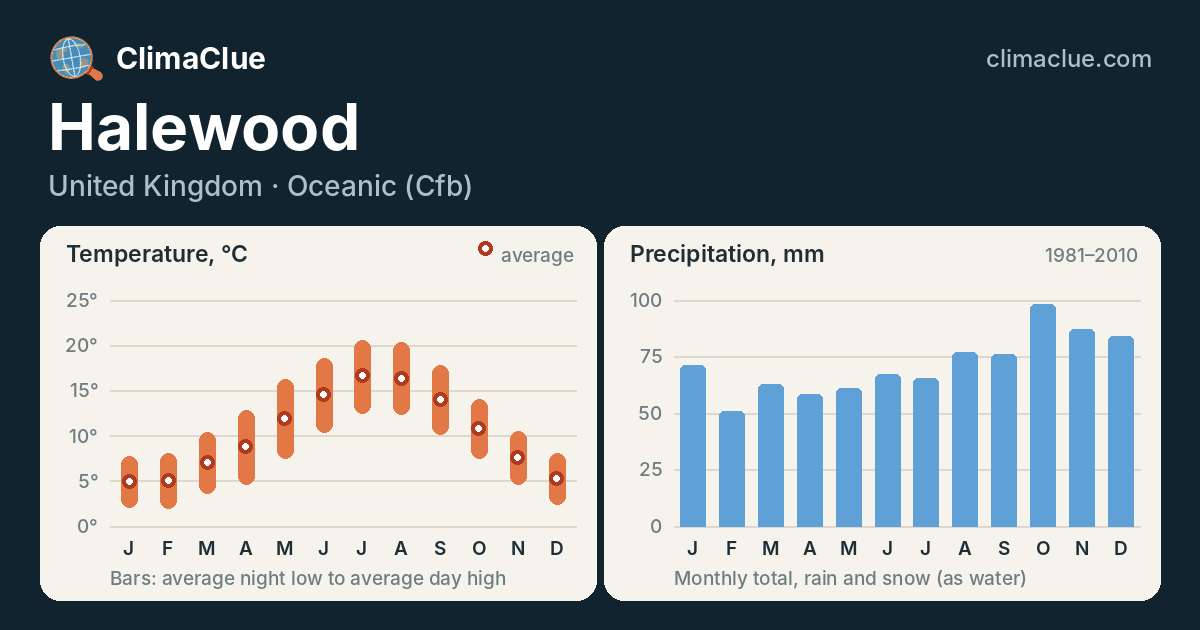 ClimaClue
climaclue.com
Halewood
United Kingdom · Oceanic (Cfb)
Temperature, °C
average
25°
20°
15°
10°
5°
0°
J F M A M J J A S O N D
Bars: average night low to average day high
Precipitation, mm
1981–2010
100
75
50
25
0
J F M A M J J A S O N D
Monthly total, rain and snow (as water)